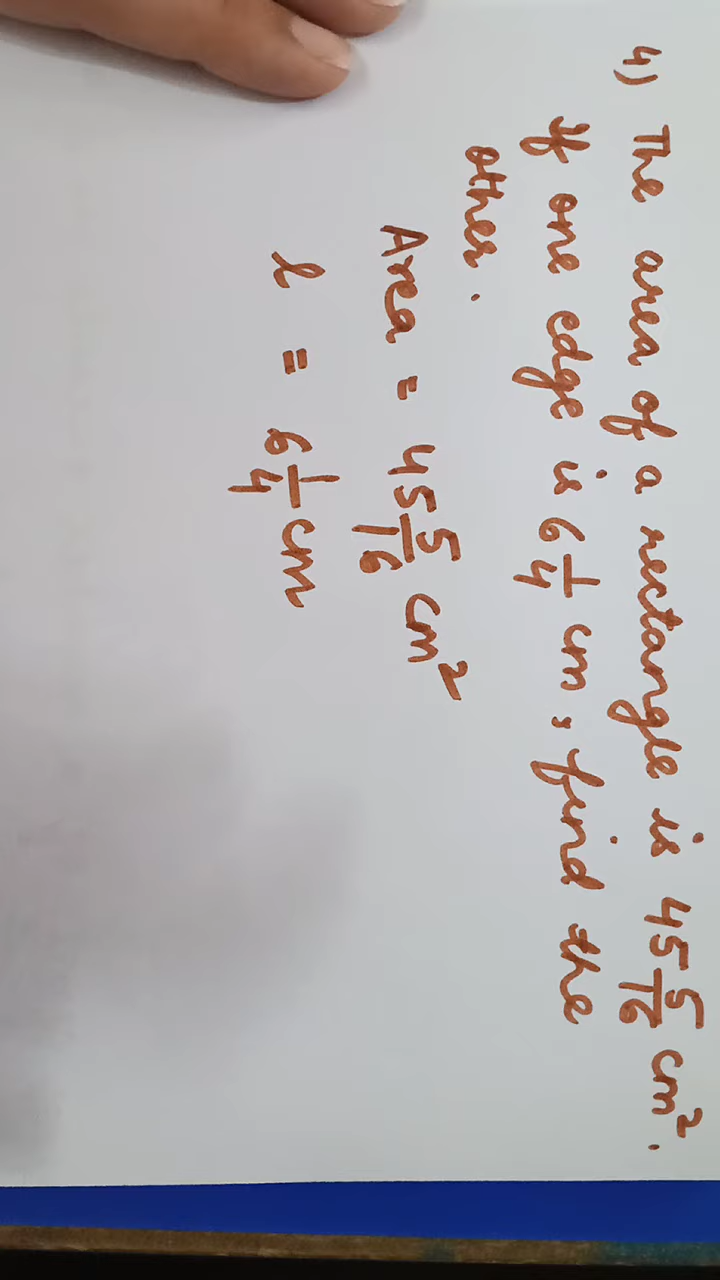 4) The area of a rectangle is 45 5/16 cm².
If one edge is 6 1/4 cm, find the
other.
Area = 45 5/16 cm²
l = 6 1/4 cm